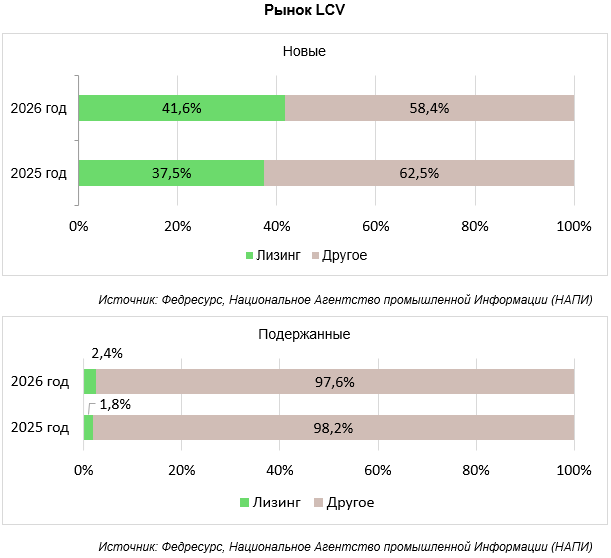 Рынок LCV
Новые
2026 год
41,6%
58,4%
2025 год
37,5%
62,5%
0%
20%
40%
60%
80%
100%
Лизинг
Другое
Источник: Федресурс, Национальное Агентство промышленной Информации (НАПИ)
Подержанные
2,4%
2026 год
97,6%
1,8%
2025 год
98,2%
0%
20%
40%
60%
80%
100%
Лизинг
Другое
Источник: Федресурс, Национальное Агентство промышленной Информации (НАПИ)